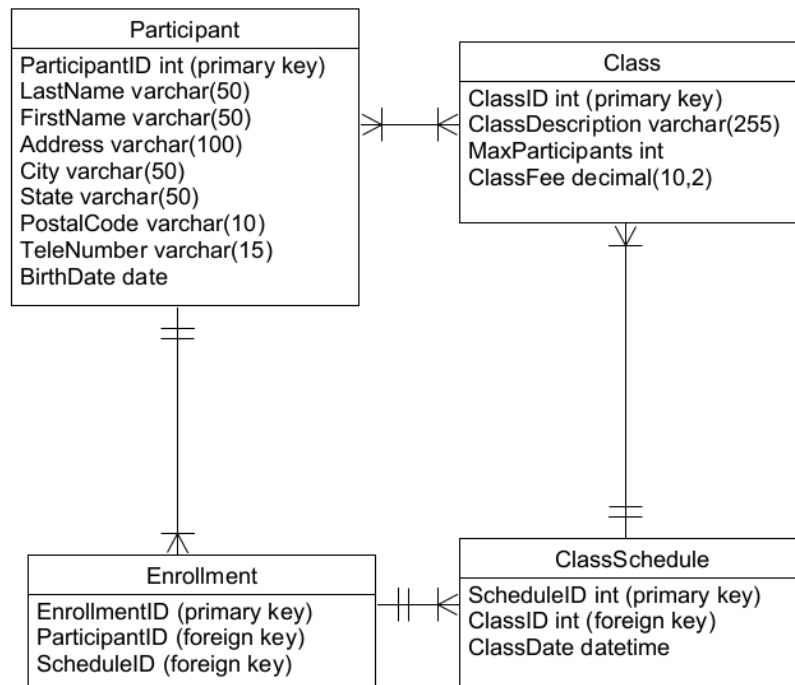 Participant
ParticipantID int (primary key)
LastName varchar(50)
FirstName varchar(50)
Address varchar(100)
City varchar(50)
State varchar(50)
PostalCode varchar(10)
TeleNumber varchar(15)
BirthDate date
Class
ClassID int (primary key)
ClassDescription varchar(255)
MaxParticipants int
ClassFee decimal(10,2)
Enrollment
EnrollmentID (primary key)
ParticipantID (foreign key)
ScheduleID (foreign key)
ClassSchedule
ScheduleID int (primary key)
ClassID int (foreign key)
ClassDate datetime